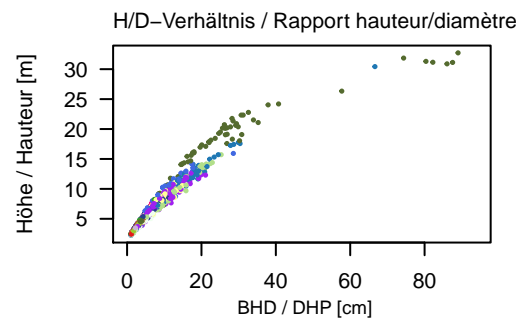 H/D−Verhältnis / Rapport hauteur/diamètre
Höhe / Hauteur [m]
30
25
20
15
10
5
0 20 40 60 80
BHD / DHP [cm]